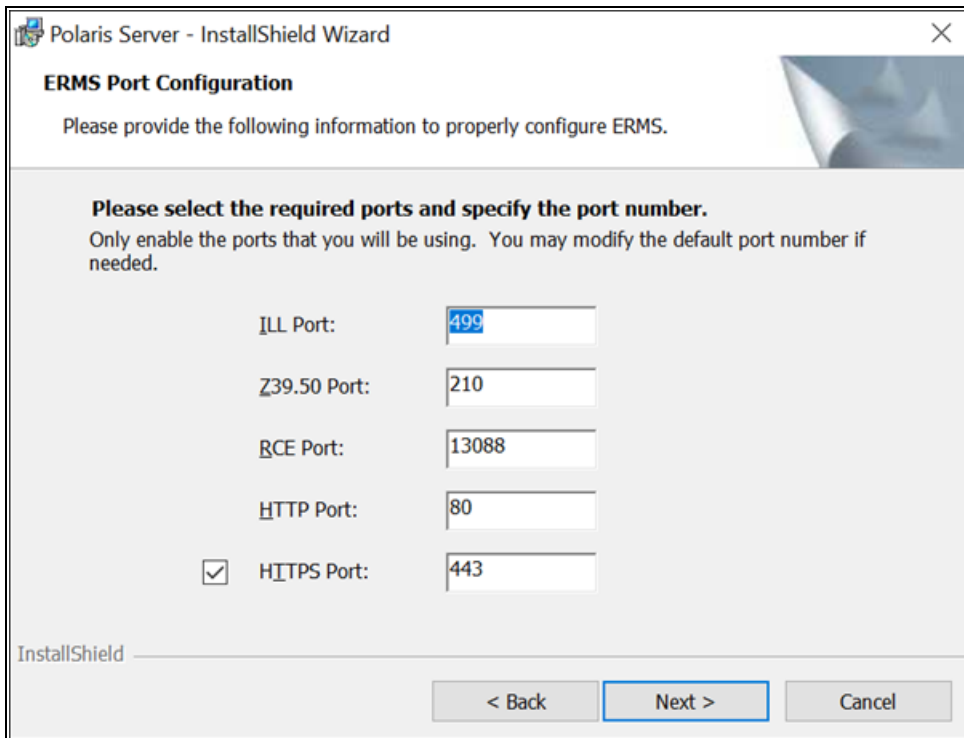 Polaris Server - InstallShield Wizard
ERMS Port Configuration
Please provide the following information to properly configure ERMS.
Please select the required ports and specify the port number.
Only enable the ports that you will be using.  You may modify the default port number if
needed.
ILL Port: 499
Z39.50 Port: 210
RCE Port: 13088
HTTP Port: 80
HTTPS Port: 443
InstallShield
< Back Next > Cancel